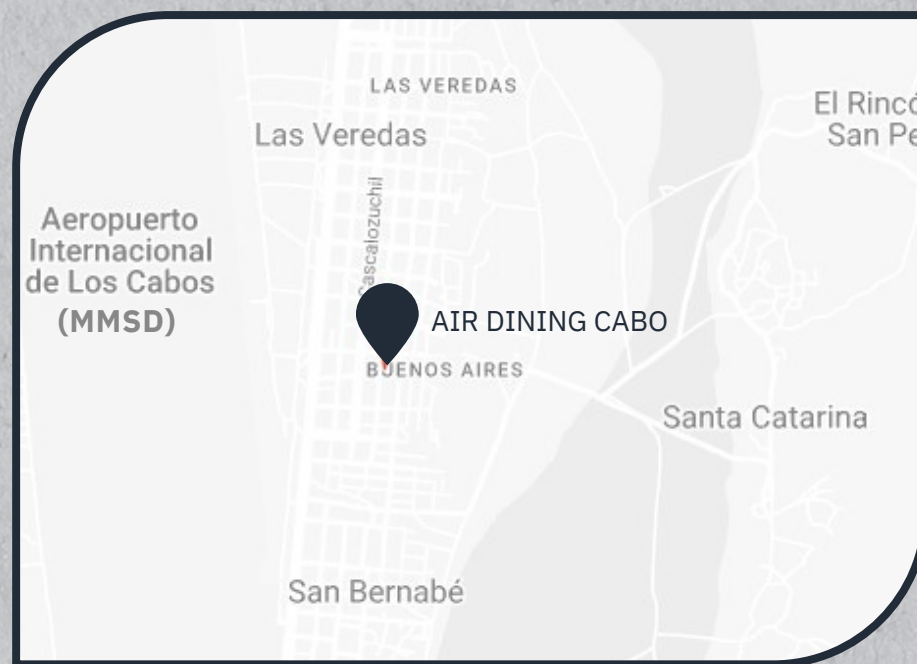 LAS VEREDAS
Las Veredas
El Rincó
San Pe
Cascalozuchil
Aeropuerto
Internacional
de Los Cabos
(MMSD)
AIR DINING CABO
BUENOS AIRES
Santa Catarina
San Bernabé